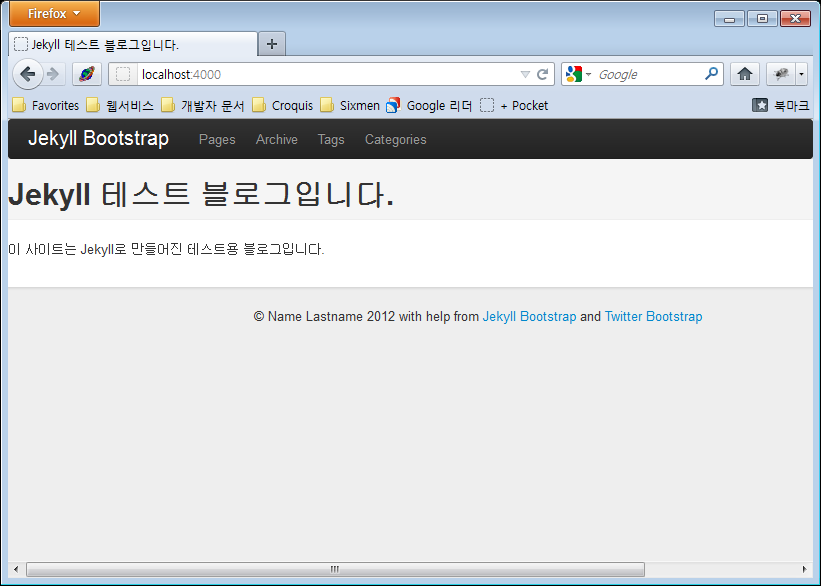 Firefox
Jekyll 테스트 블로그입니다.
localhost:4000
Google
Favorites 웹서비스 개발자 문서 Croquis Sixmen Google 리더 + Pocket 북마크
Jekyll Bootstrap Pages Archive Tags Categories
Jekyll 테스트 블로그입니다.
이 사이트는 Jekyll로 만들어진 테스트용 블로그입니다.
© Name Lastname 2012 with help from Jekyll Bootstrap and Twitter Bootstrap